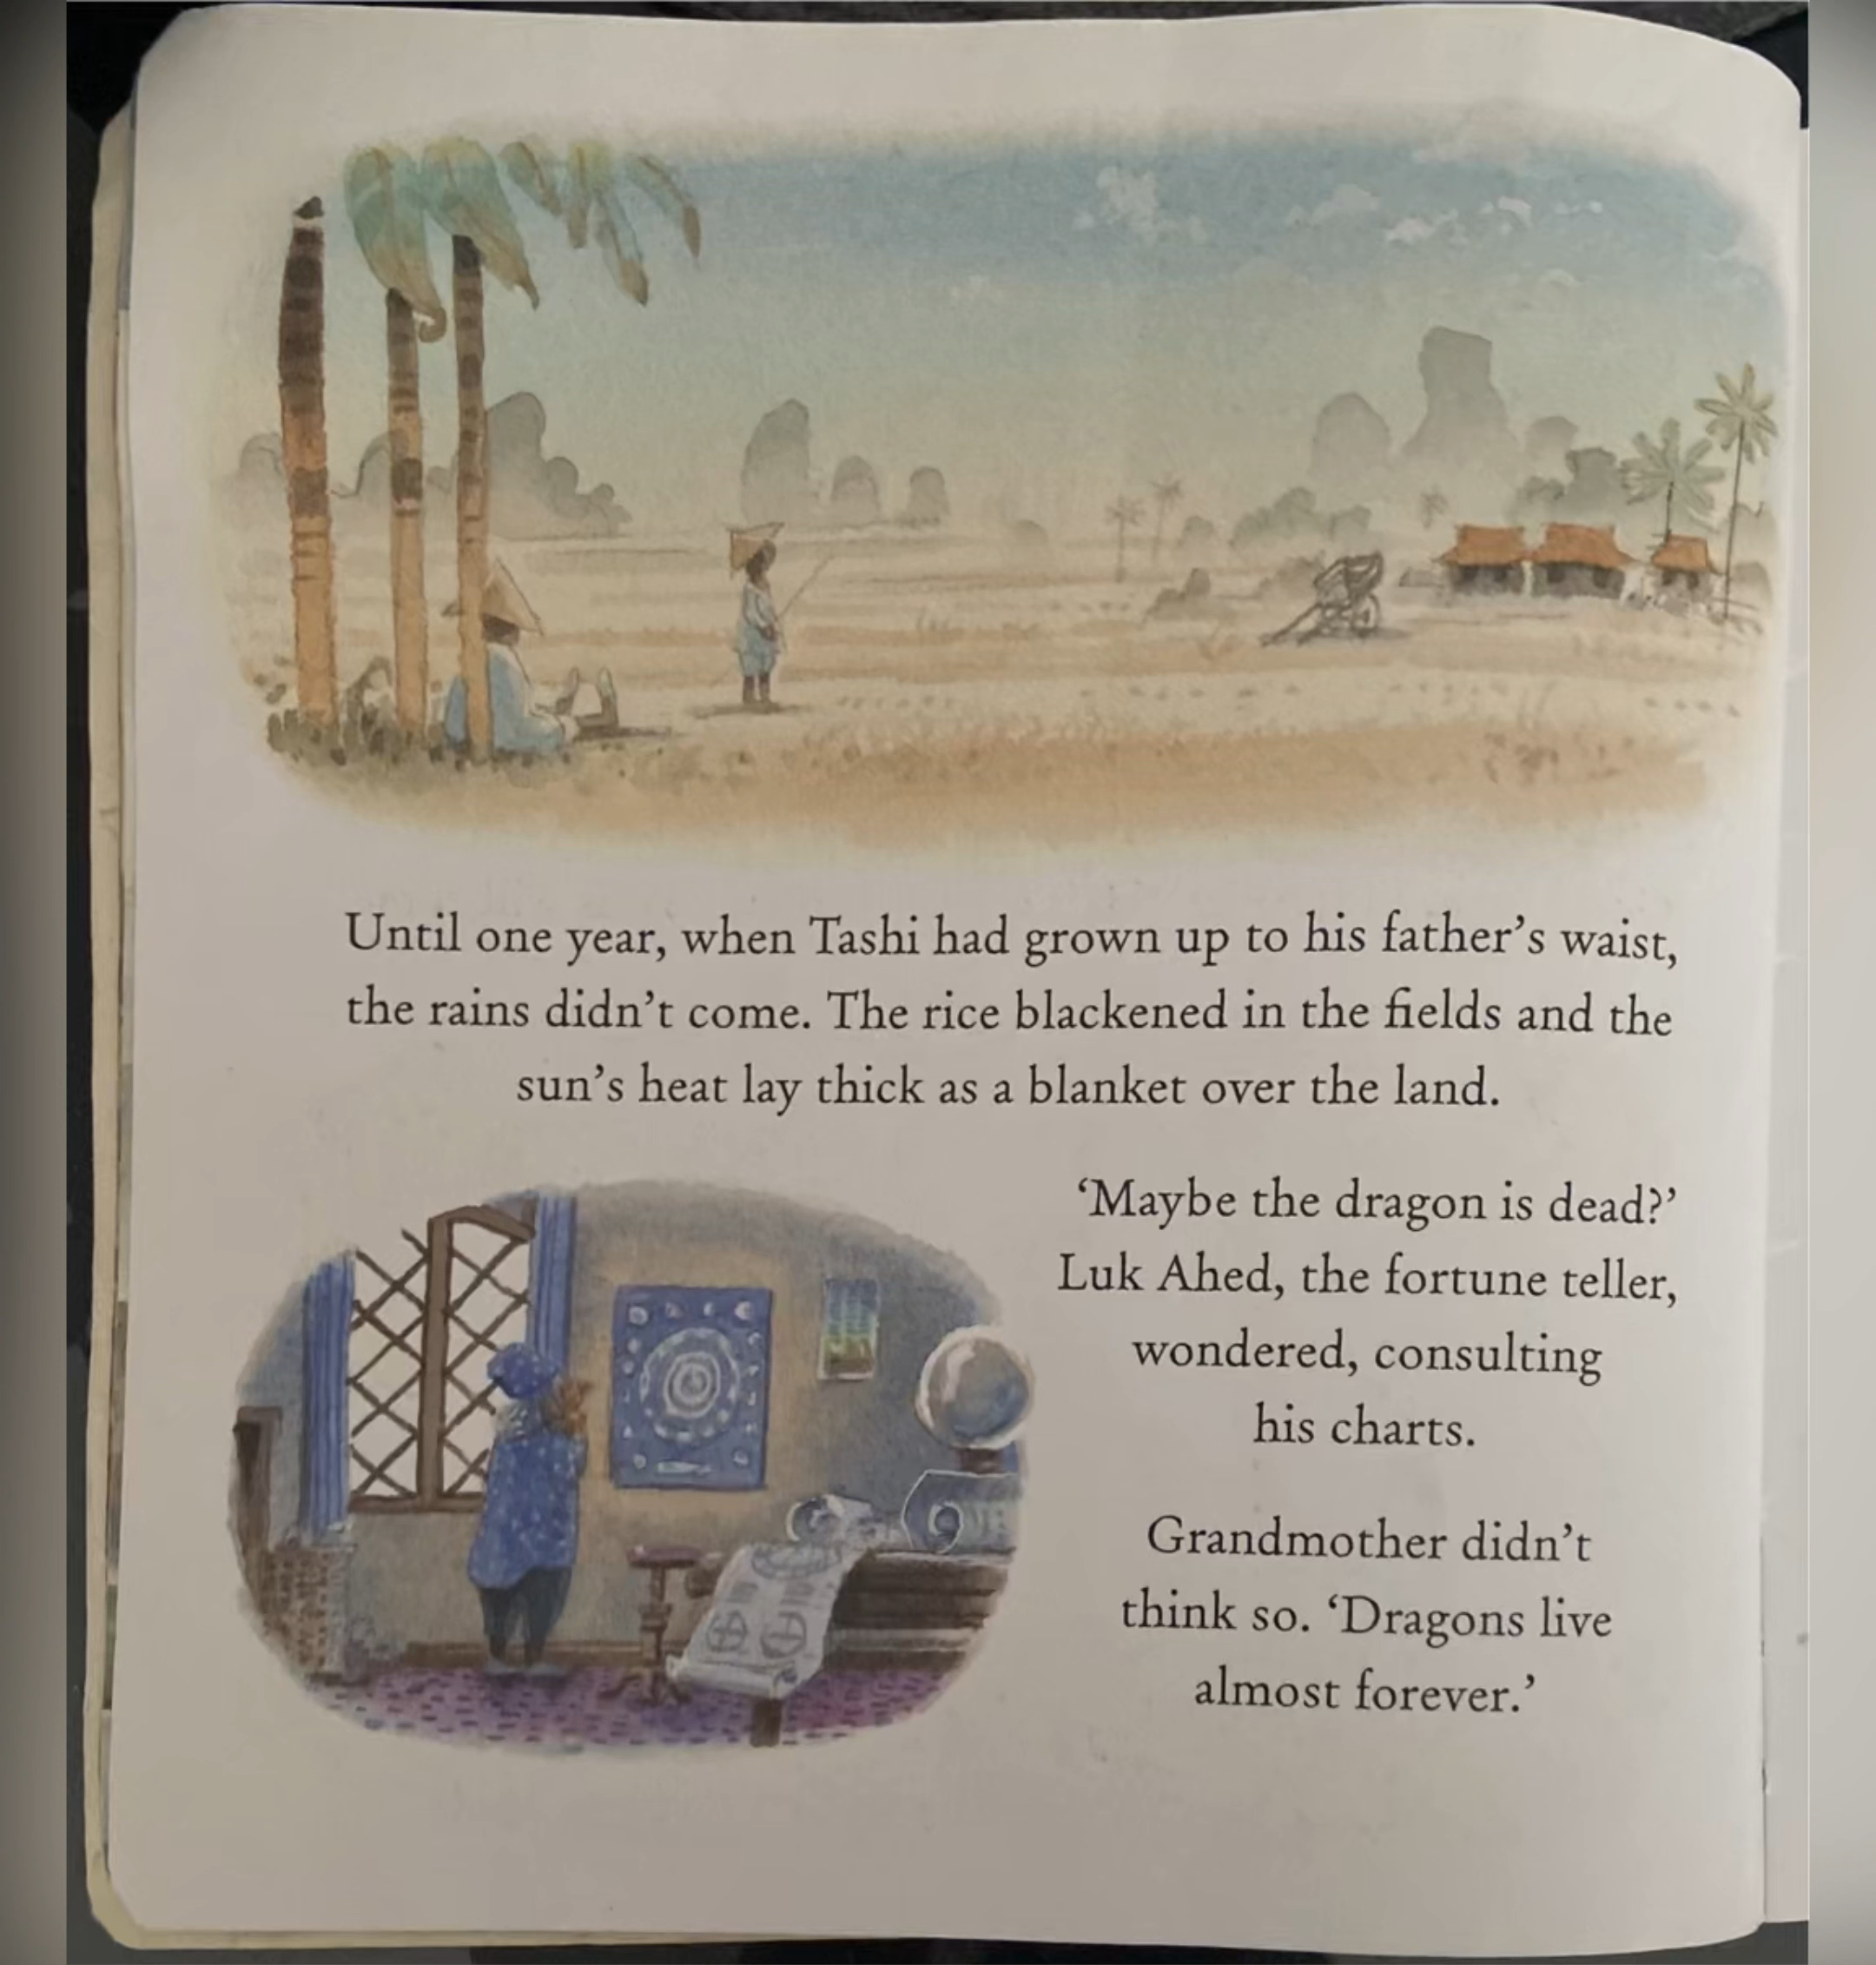 Until one year, when Tashi had grown up to his father’s waist,
the rains didn’t come. The rice blackened in the fields and the
sun’s heat lay thick as a blanket over the land.
‘Maybe the dragon is dead?’
Luk Ahed, the fortune teller,
wondered, consulting
his charts.
Grandmother didn’t
think so. ‘Dragons live
almost forever.’